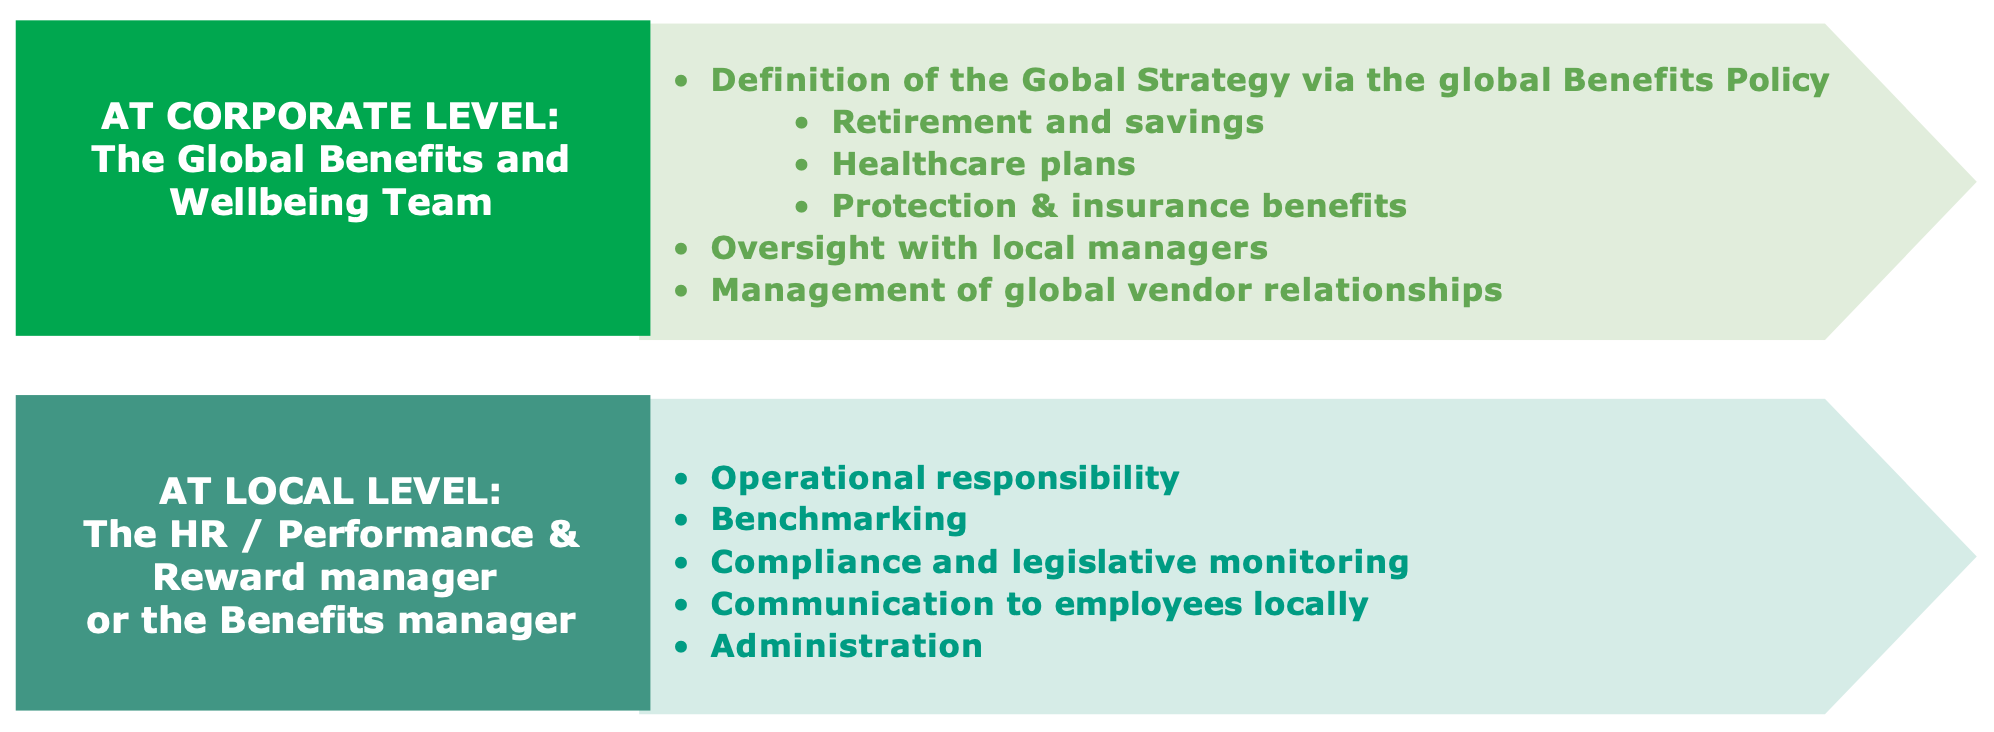 AT CORPORATE LEVEL:
The Global Benefits and
Wellbeing Team
• Definition of the Gobal Strategy via the global Benefits Policy
• Retirement and savings
• Healthcare plans
• Protection & insurance benefits
• Oversight with local managers
• Management of global vendor relationships
AT LOCAL LEVEL:
The HR / Performance &
Reward manager
or the Benefits manager
• Operational responsibility
• Benchmarking
• Compliance and legislative monitoring
• Communication to employees locally
• Administration